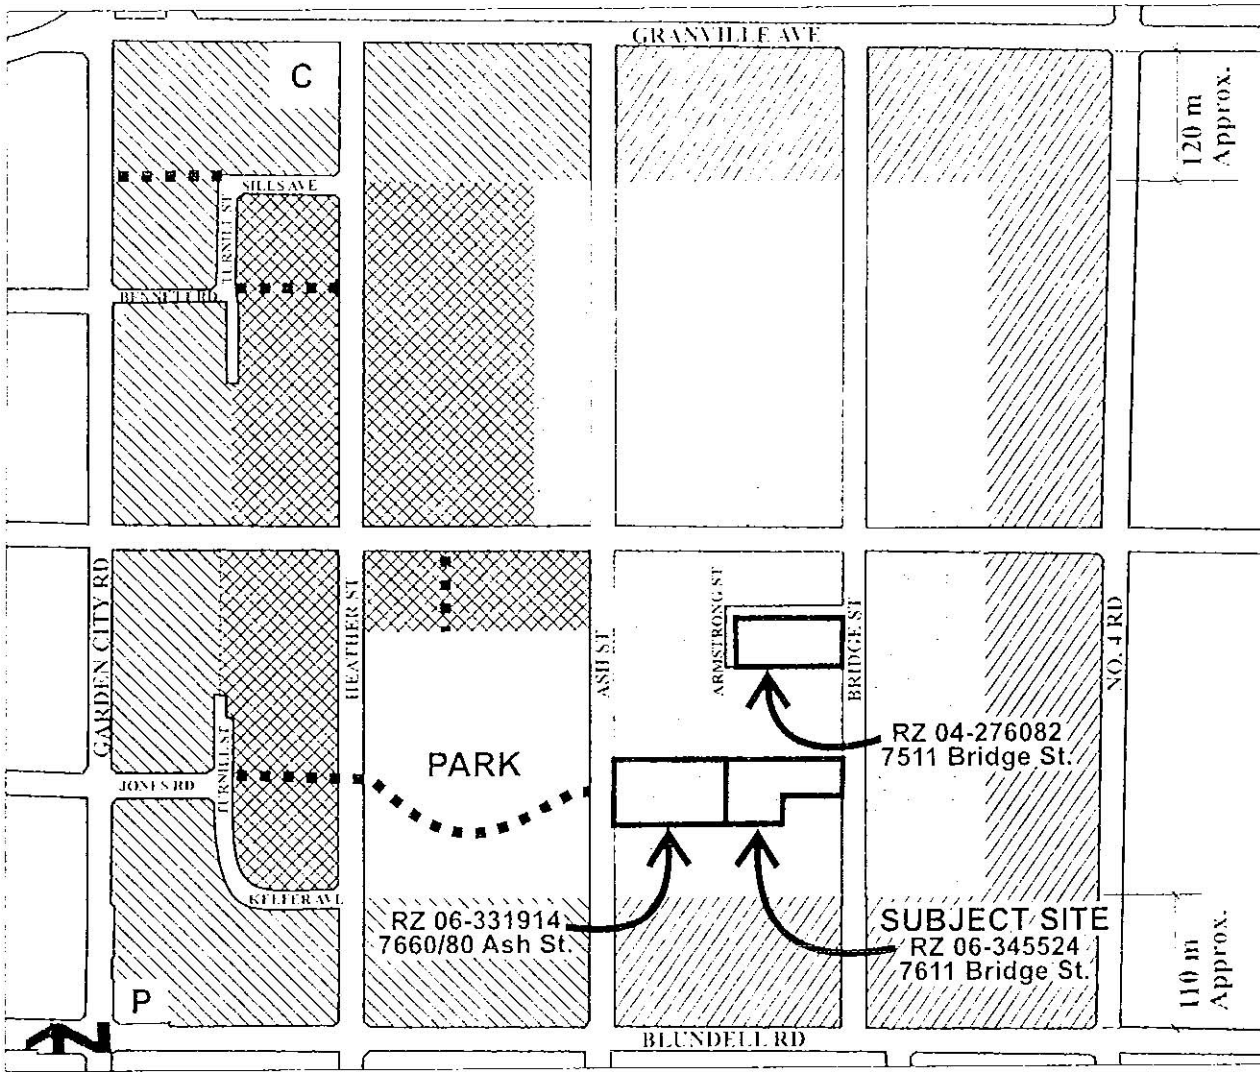 GRANVILLE AVE
C
120 m
Approx.
SILLS AVE
TURNILL ST
BENNETT RD
GARDEN CITY RD
HEATHER ST
ASH ST
ARMSTRONG ST
BRIDGE ST
NO. 4 RD
RZ 04-276082
7511 Bridge St.
PARK
JONES RD
TURNILL ST
KEEFER AVE
RZ 06-331914
7660/80 Ash St.
SUBJECT SITE
RZ 06-345524
7611 Bridge St.
110 m
Approx.
P
BLUNDELL RD